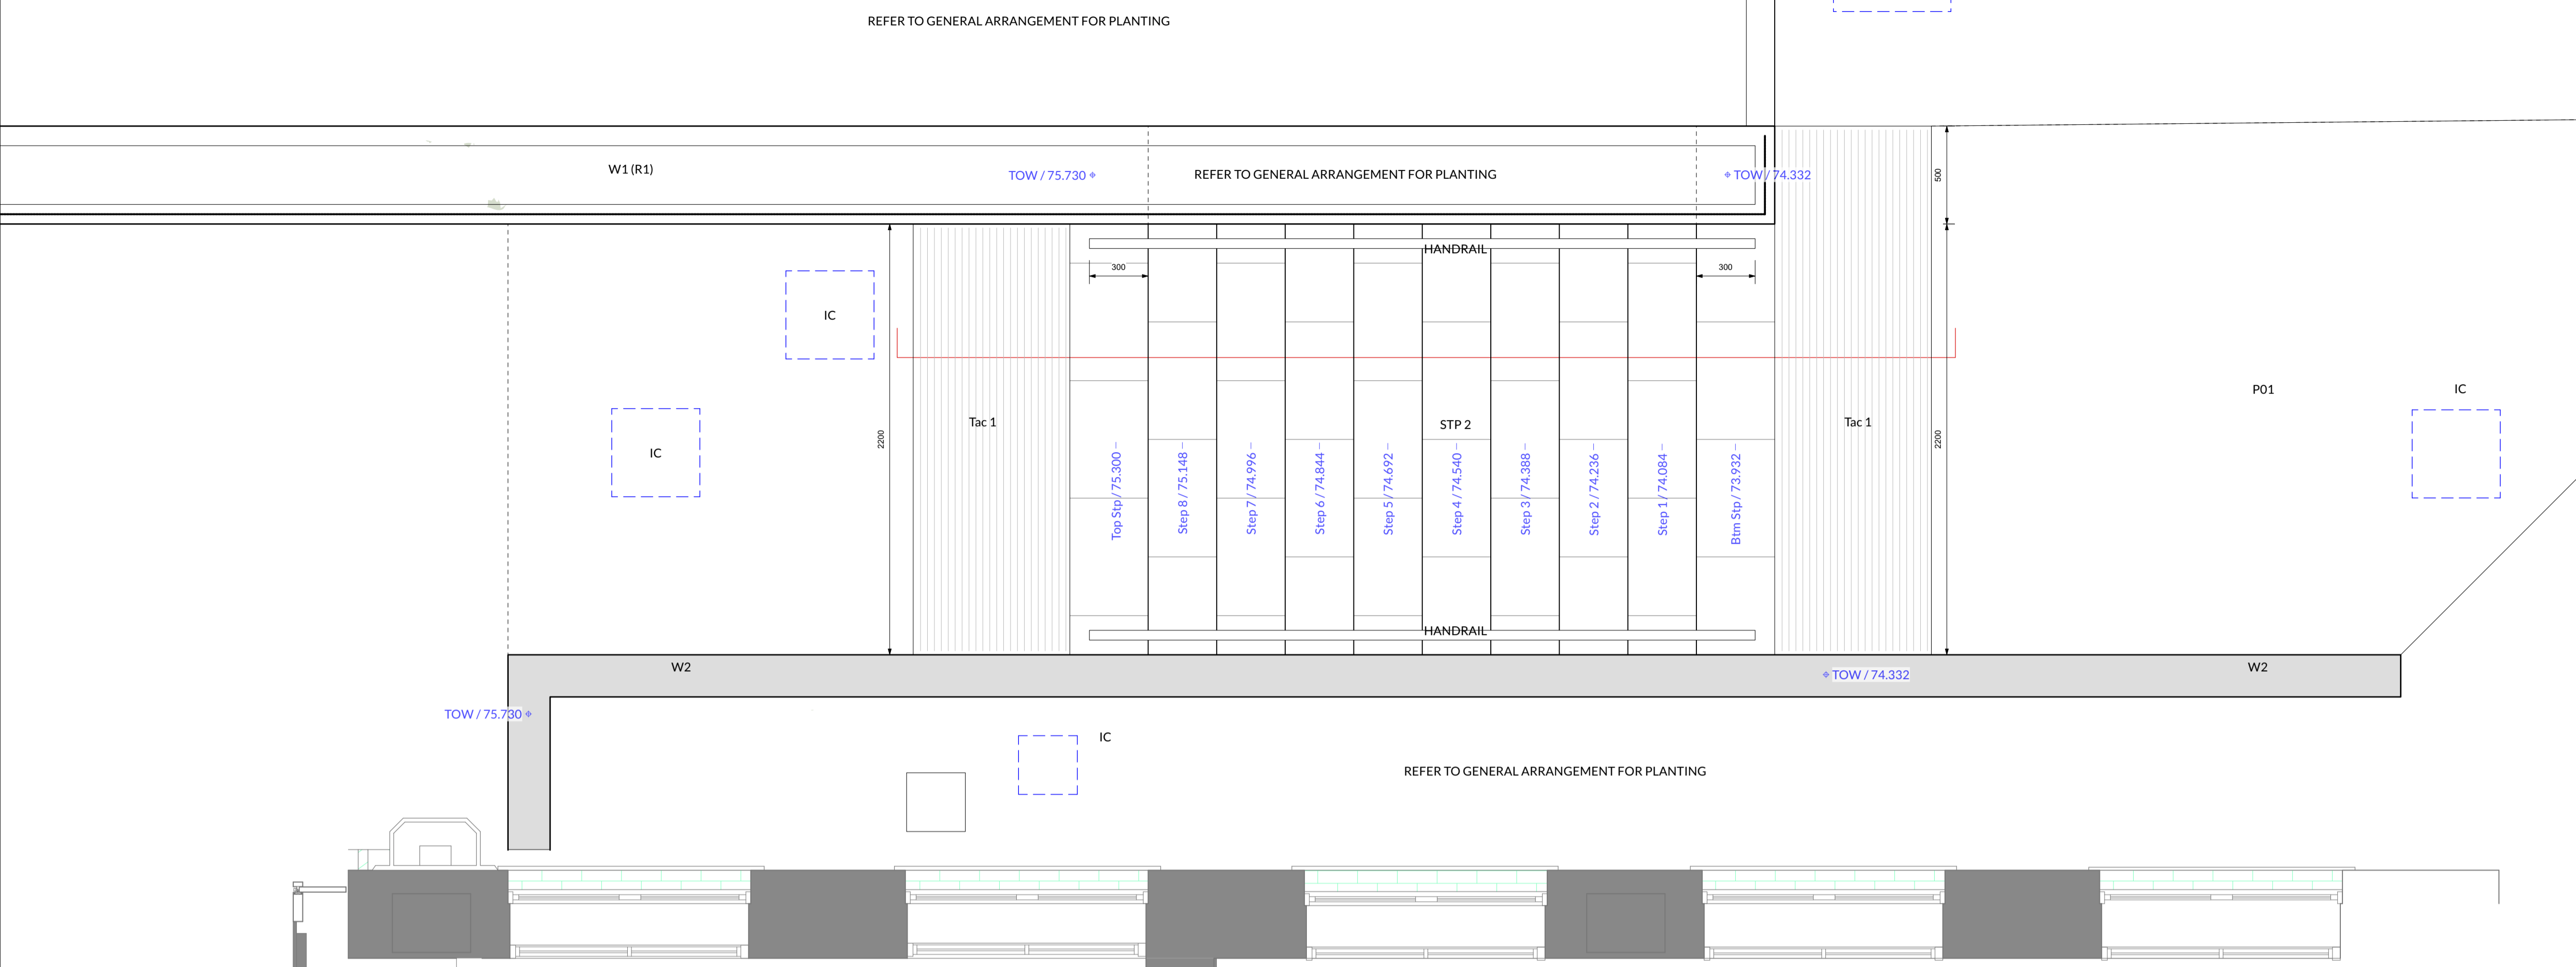 REFER TO GENERAL ARRANGEMENT FOR PLANTING
W1 (R1)
TOW / 75.730
REFER TO GENERAL ARRANGEMENT FOR PLANTING
TOW / 74.332
500
HANDRAIL
300
300
IC
IC
2200
Tac 1
STP 2
Tac 1
2200
P01
IC
Top Stp / 75.300
Step 8 / 75.148
Step 7 / 74.996
Step 6 / 74.844
Step 5 / 74.692
Step 4 / 74.540
Step 3 / 74.388
Step 2 / 74.236
Step 1 / 74.084
Btm Stp / 73.932
HANDRAIL
W2
TOW / 74.332
W2
TOW / 75.730
IC
REFER TO GENERAL ARRANGEMENT FOR PLANTING